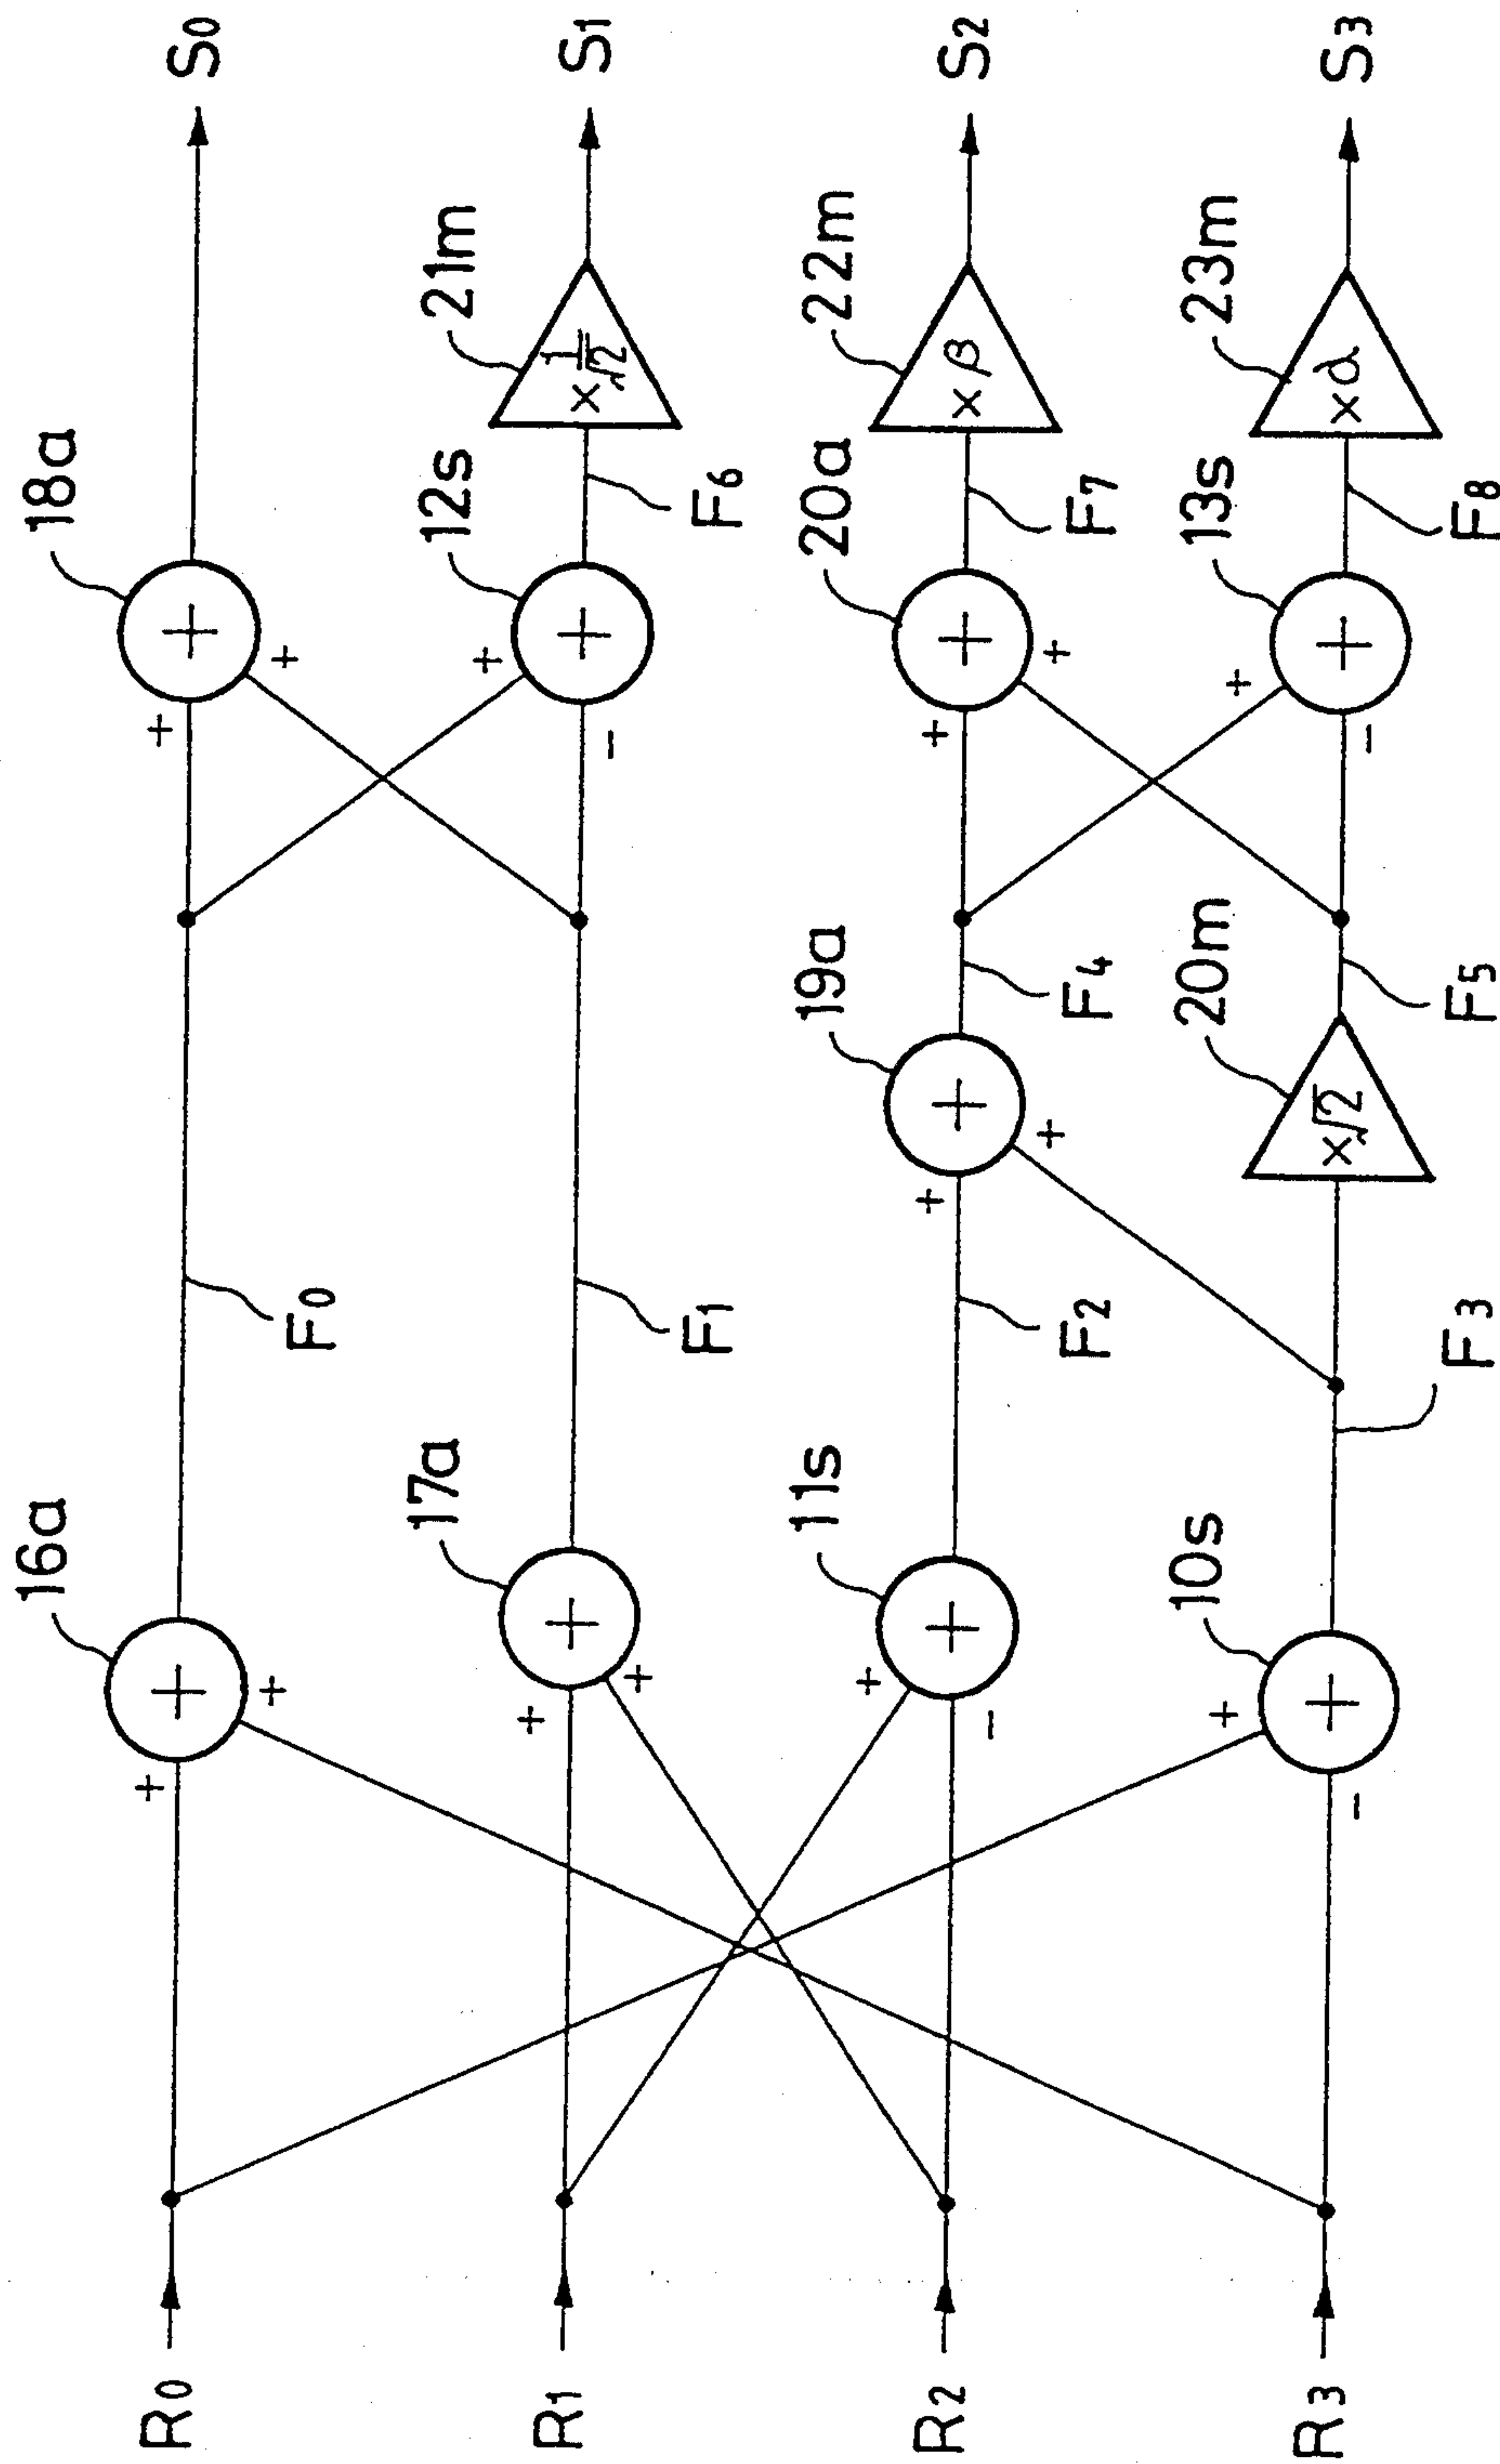 R0
16a
+
+
+
F0
18a
+
+
+
S0
R1
17a
+
+
+
F1
12s
+
+
−
F6
21m
×1/√2
S1
R2
11s
+
+
−
F2
19a
+
+
+
F4
20a
+
+
+
F7
22m
×β
S2
R3
10s
+
+
−
F3
20m
×√2
F5
13s
+
+
−
F8
23m
×α
S3